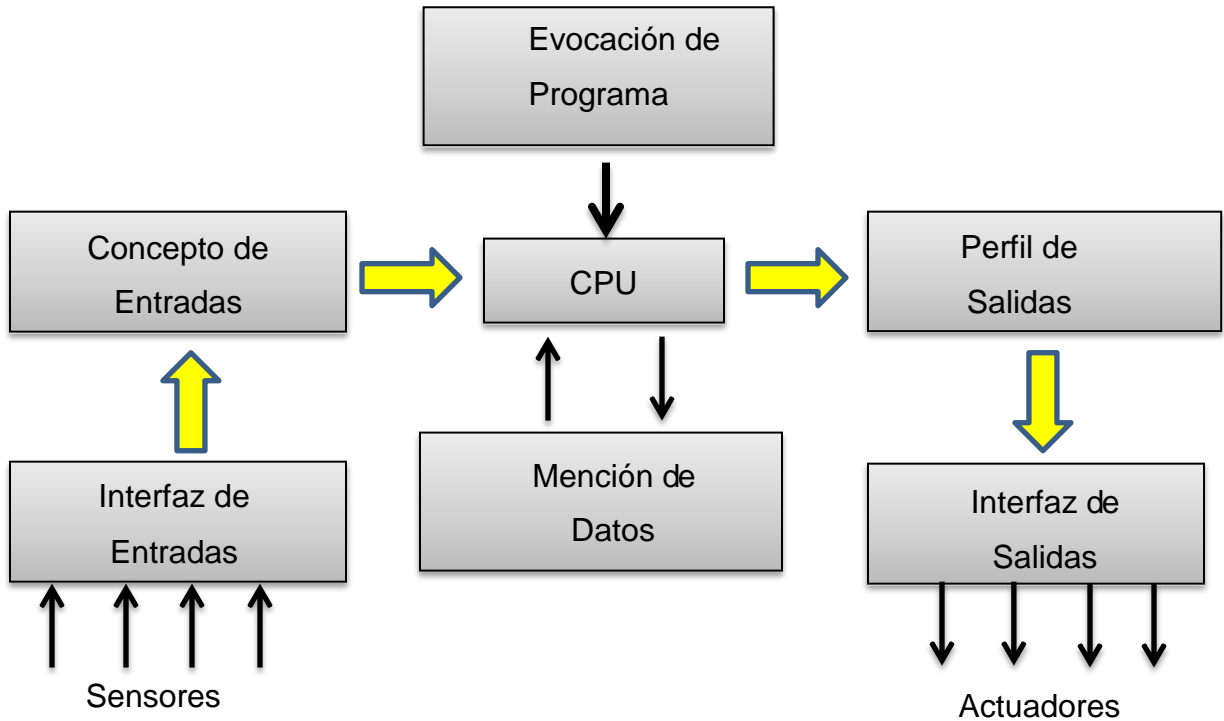 Evocación de
Programa
Concepto de
Entradas
CPU
Perfil de
Salidas
Interfaz de
Entradas
Mención de
Datos
Interfaz de
Salidas
Sensores
Actuadores